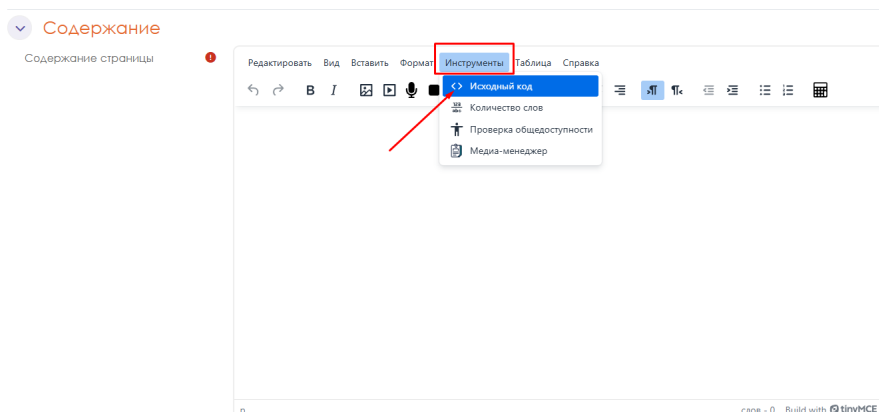 Содержание
Содержание страницы
Редактировать Вид Вставить Формат Инструменты Таблица Справка
Исходный код
Количество слов
Проверка общедоступности
Медиа-менеджер
p
слов - 0 Build with tinyMCE